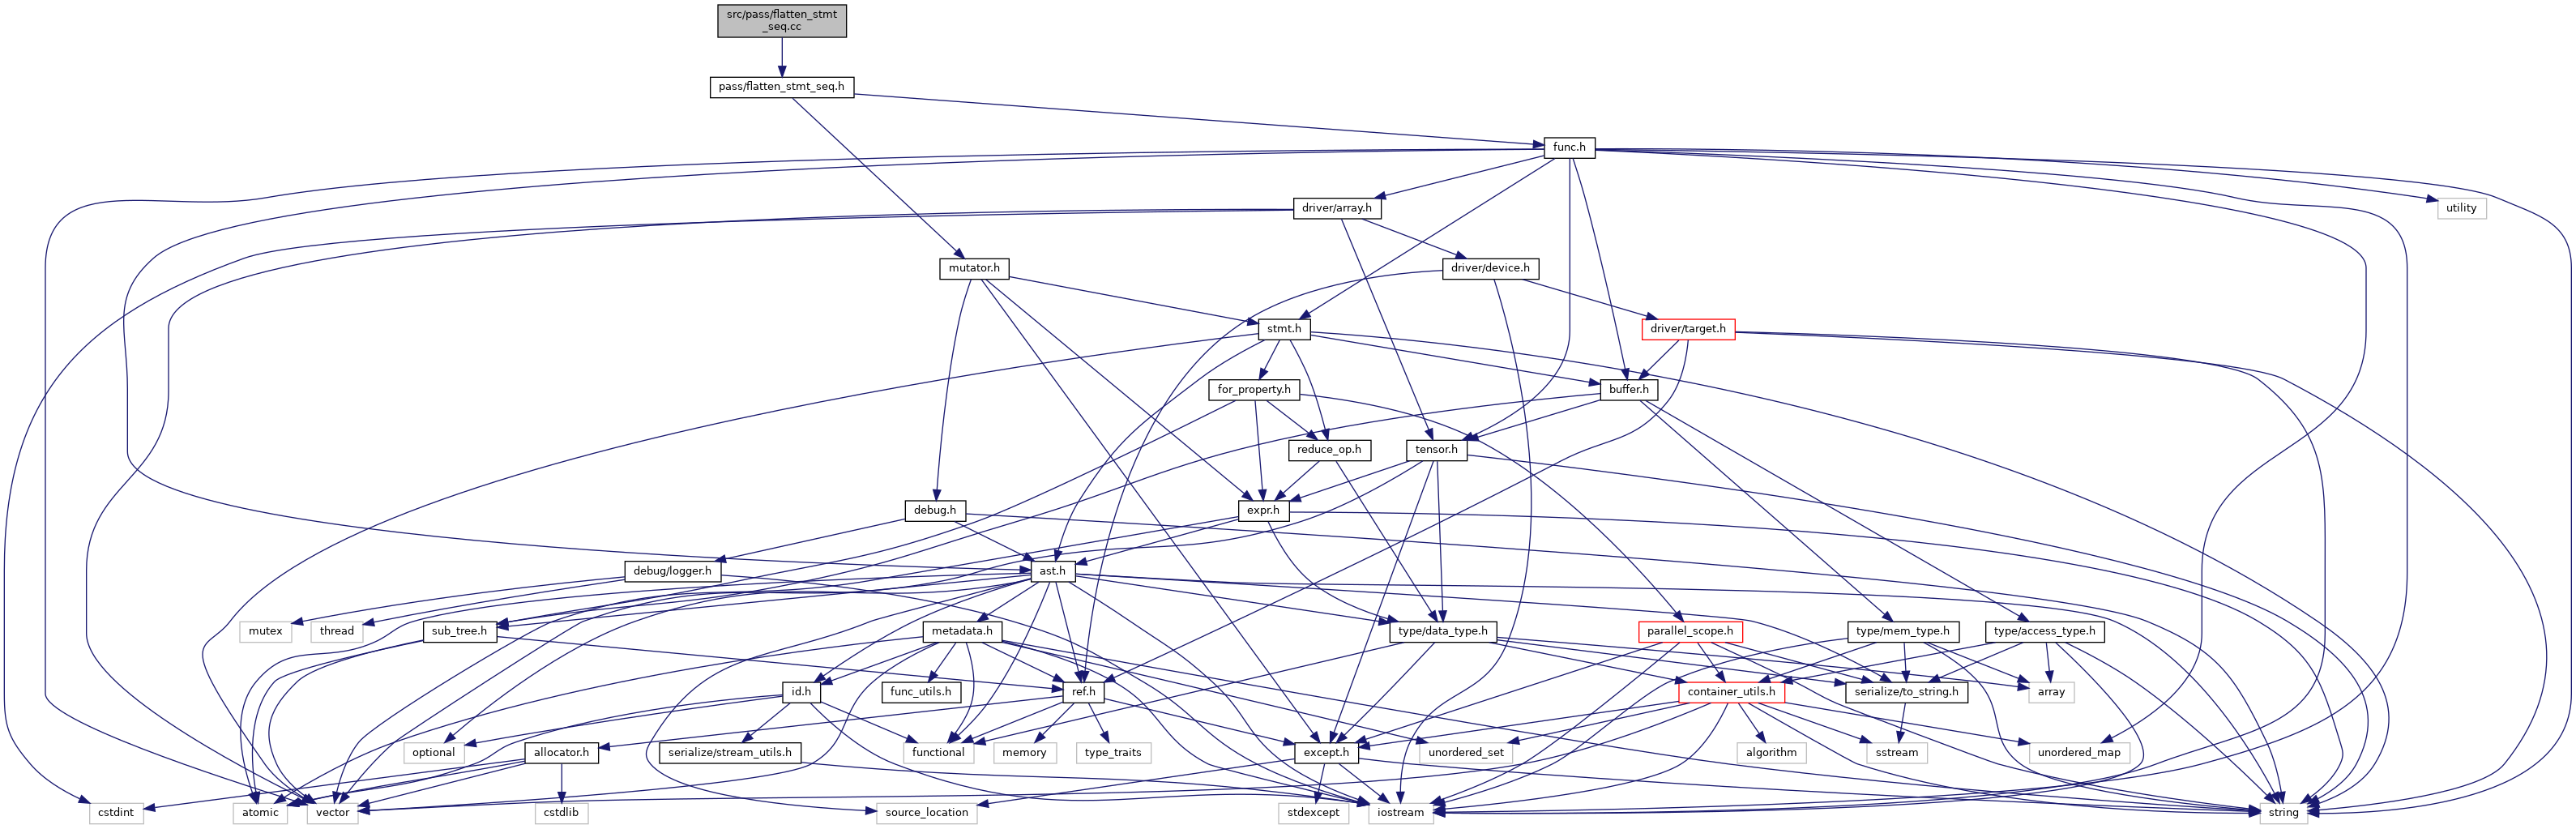 src/pass/flatten_stmt
_seq.cc
pass/flatten_stmt_seq.h
func.h
driver/array.h
utility
mutator.h
driver/device.h
stmt.h
driver/target.h
for_property.h
buffer.h
reduce_op.h
tensor.h
debug.h
expr.h
debug/logger.h
ast.h
mutex
thread
sub_tree.h
metadata.h
type/data_type.h
parallel_scope.h
type/mem_type.h
type/access_type.h
id.h
func_utils.h
ref.h
container_utils.h
serialize/to_string.h
array
optional
allocator.h
serialize/stream_utils.h
functional
memory
type_traits
except.h
unordered_set
algorithm
sstream
unordered_map
cstdint
atomic
vector
cstdlib
source_location
stdexcept
iostream
string